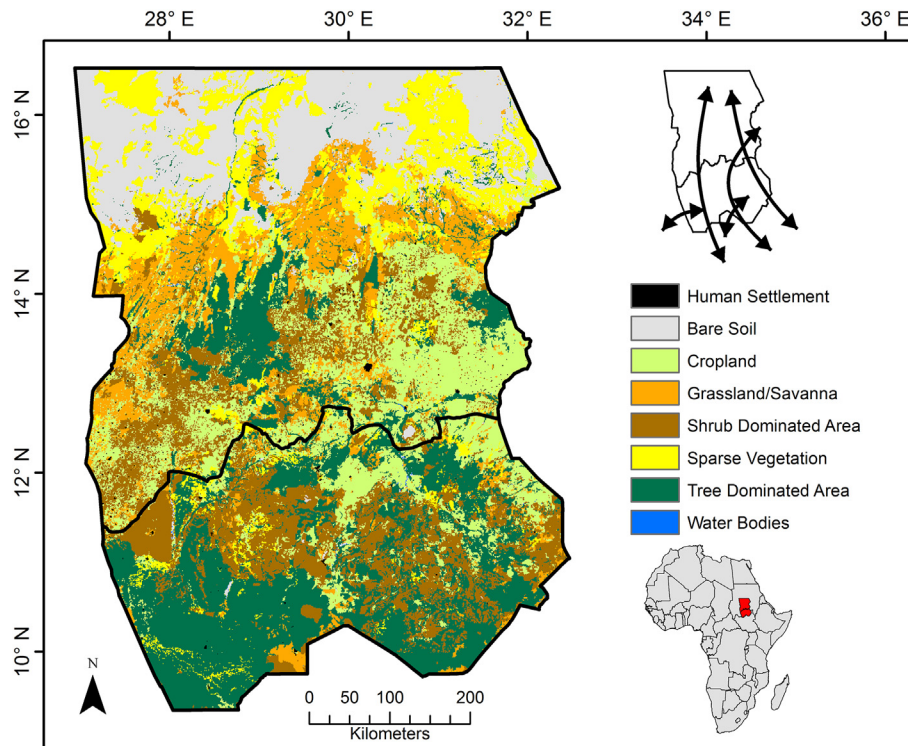 28° E 30° E 32° E 34° E 36° E
16° N
14° N
12° N
10° N
Human Settlement
Bare Soil
Cropland
Grassland/Savanna
Shrub Dominated Area
Sparse Vegetation
Tree Dominated Area
Water Bodies
N
0 50 100 200
Kilometers